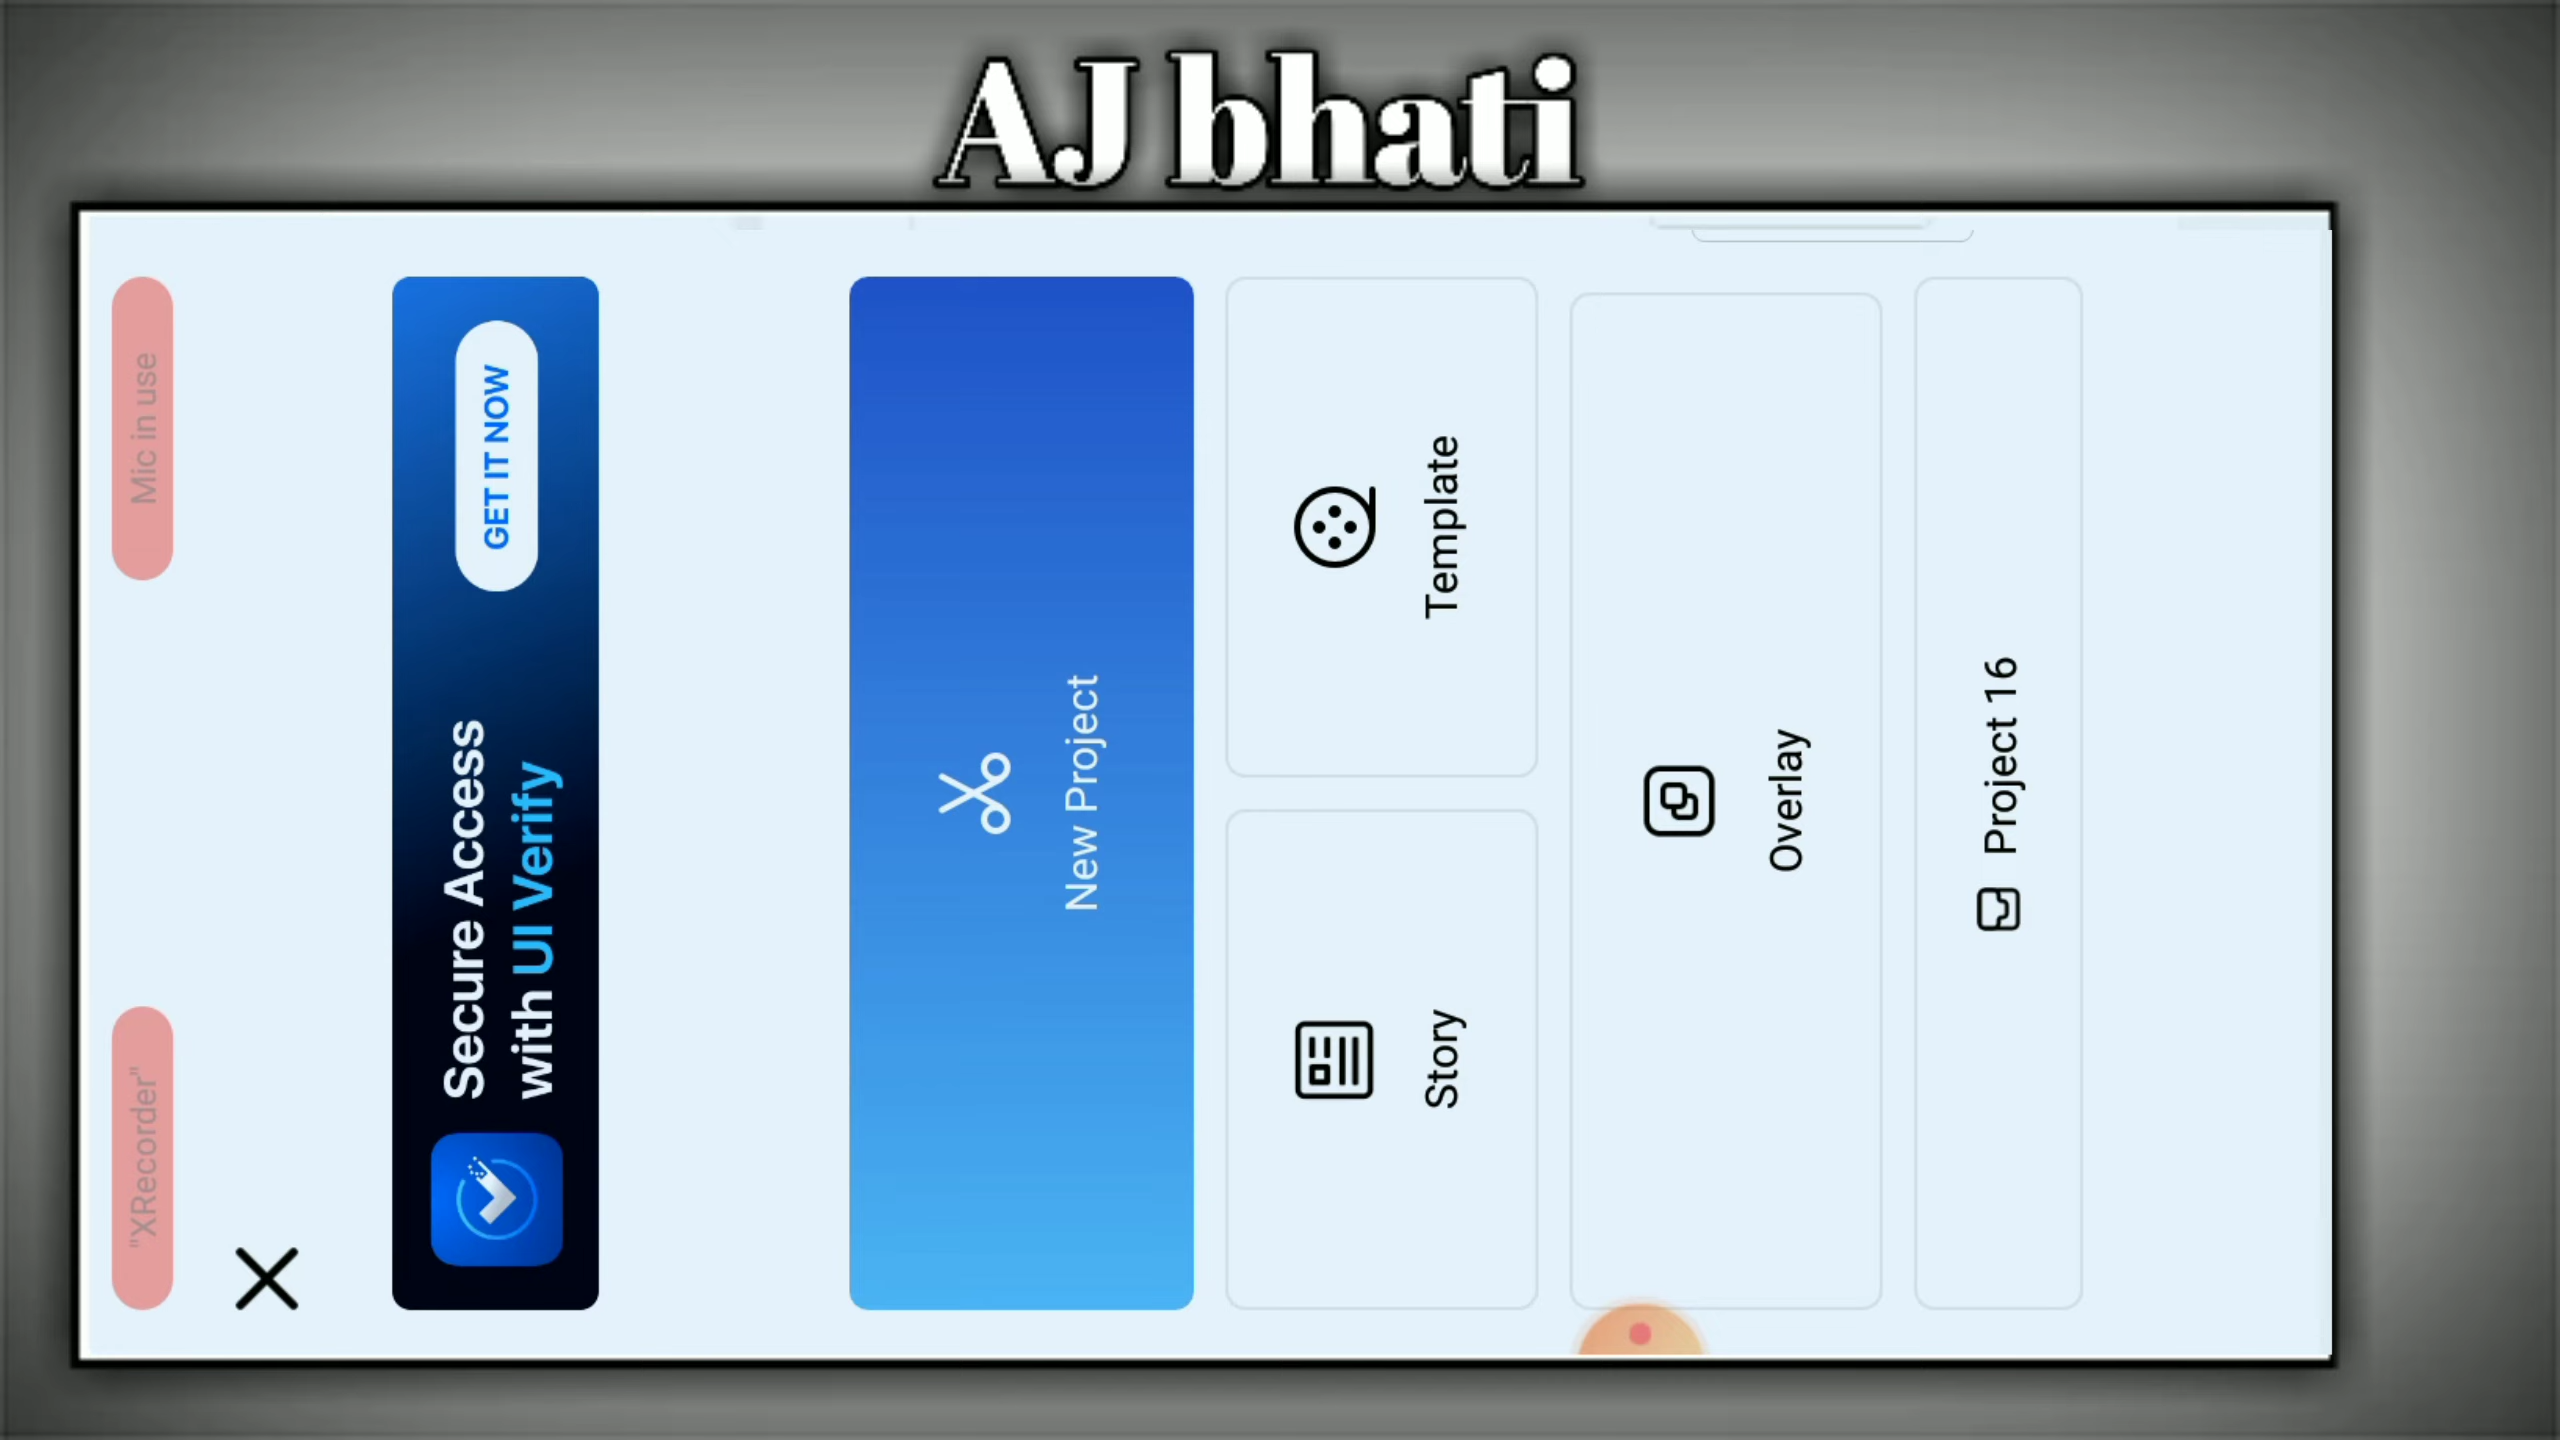 AJ bhati
"XRecorder"
Mic in use
Secure Access
with UI Verify
GET IT NOW
New Project
Story
Template
Overlay
Project 16